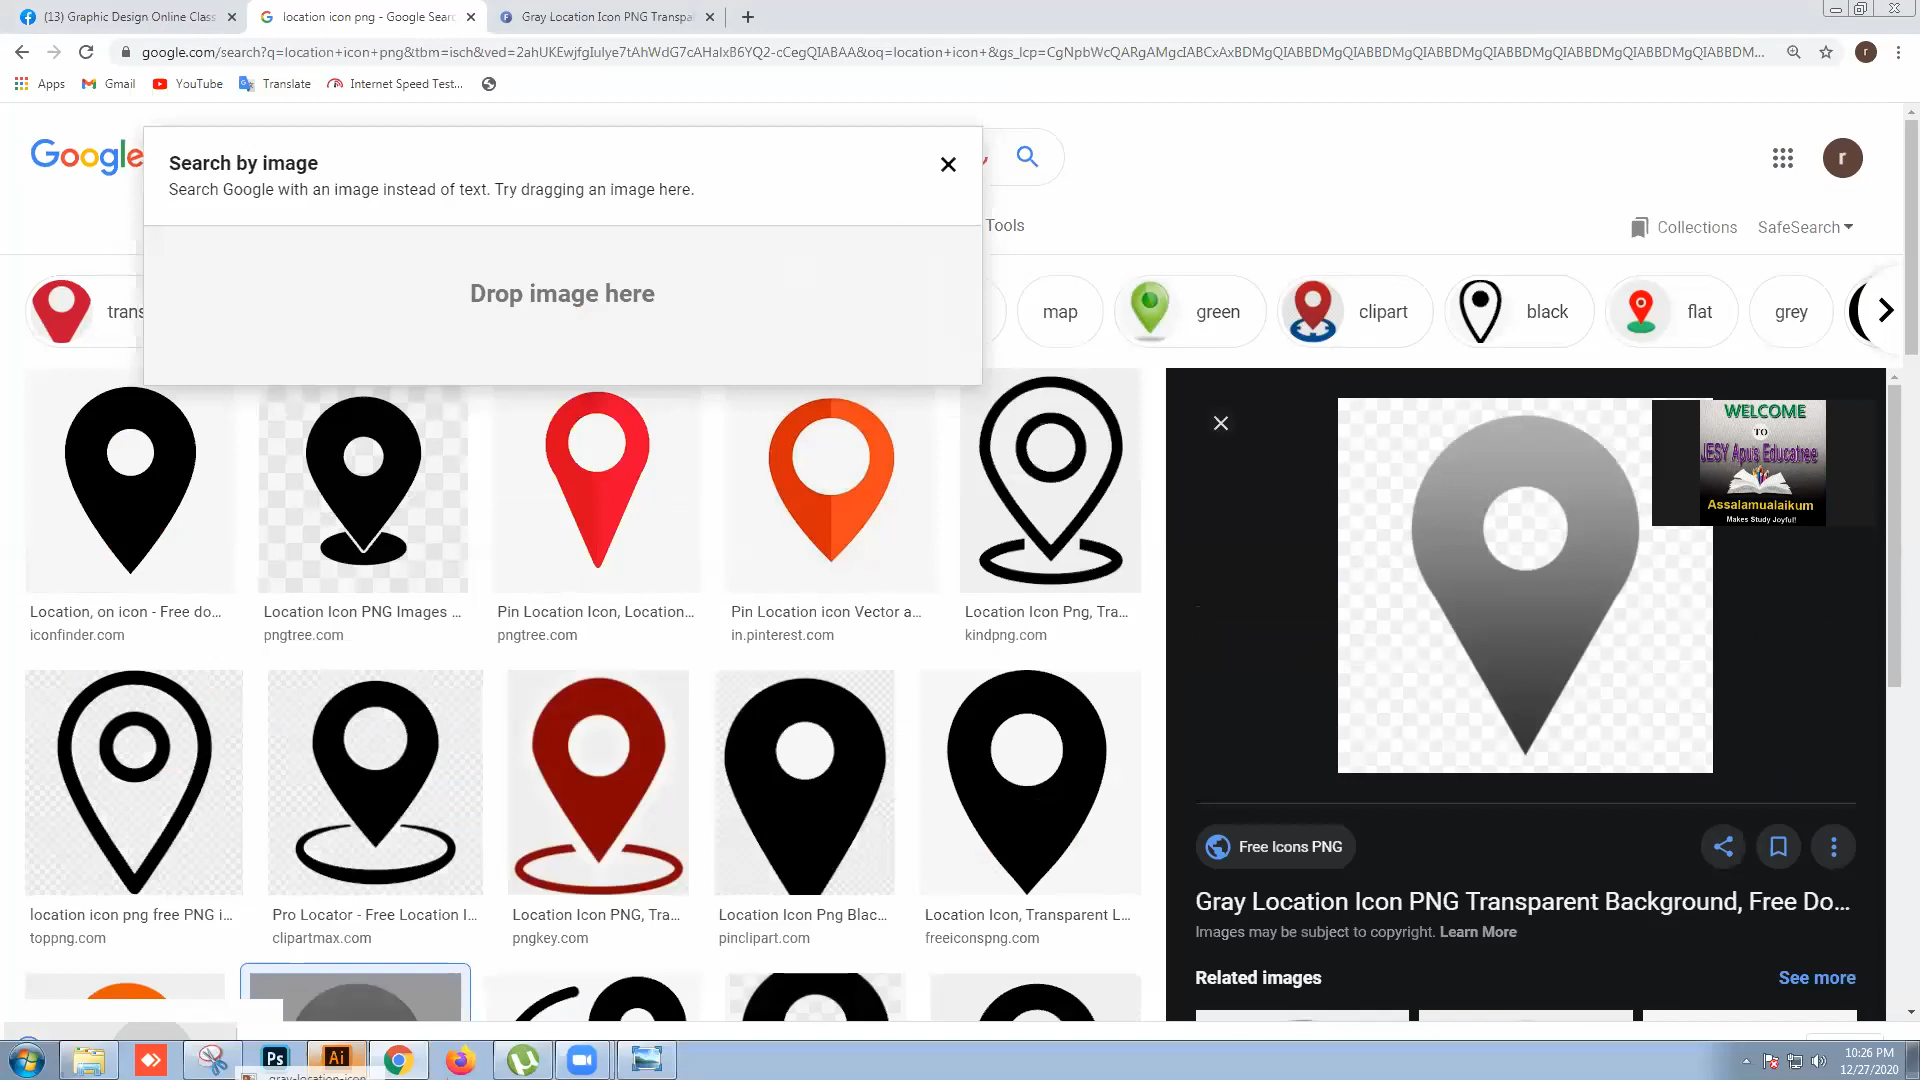 (13) Graphic Design Online Class
location icon png - Google Sear
Gray Location Icon PNG Transpa
google.com/search?q=location+icon+png&tbm=isch&ved=2ahUKEwjfgIulye7tAhWdG7cAHalxB6YQ2-cCegQIABAA&oq=location+icon+&gs_lcp=CgNpbWcQARgAMgcIABCxAxBDMgQIABBDMgQIABBDMgQIABBDMgQIABBDMgQIABBDMgQIABBDM...
Apps
Gmail
YouTube
Translate
Internet Speed Test...
Google
Search by image
Search Google with an image instead of text. Try dragging an image here.
r
Tools
Collections
SafeSearch
Drop image here
trans
map
green
clipart
black
flat
grey
WELCOME
TO
JESY Apus Educatree
Assalamualaikum
Makes Study Joyful!
Location, on icon - Free do...
iconfinder.com
Location Icon PNG Images ...
pngtree.com
Pin Location Icon, Location...
pngtree.com
Pin Location icon Vector a...
in.pinterest.com
Location Icon Png, Tra...
kindpng.com
Free Icons PNG
Gray Location Icon PNG Transparent Background, Free Do...
Images may be subject to copyright. Learn More
Related images
See more
location icon png free PNG i...
toppng.com
Pro Locator - Free Location I...
clipartmax.com
Location Icon PNG, Tra...
pngkey.com
Location Icon Png Blac...
pinclipart.com
Location Icon, Transparent L...
freeiconspng.com
Ps
Ai
gray-location-icon
10:26 PM
12/27/2020